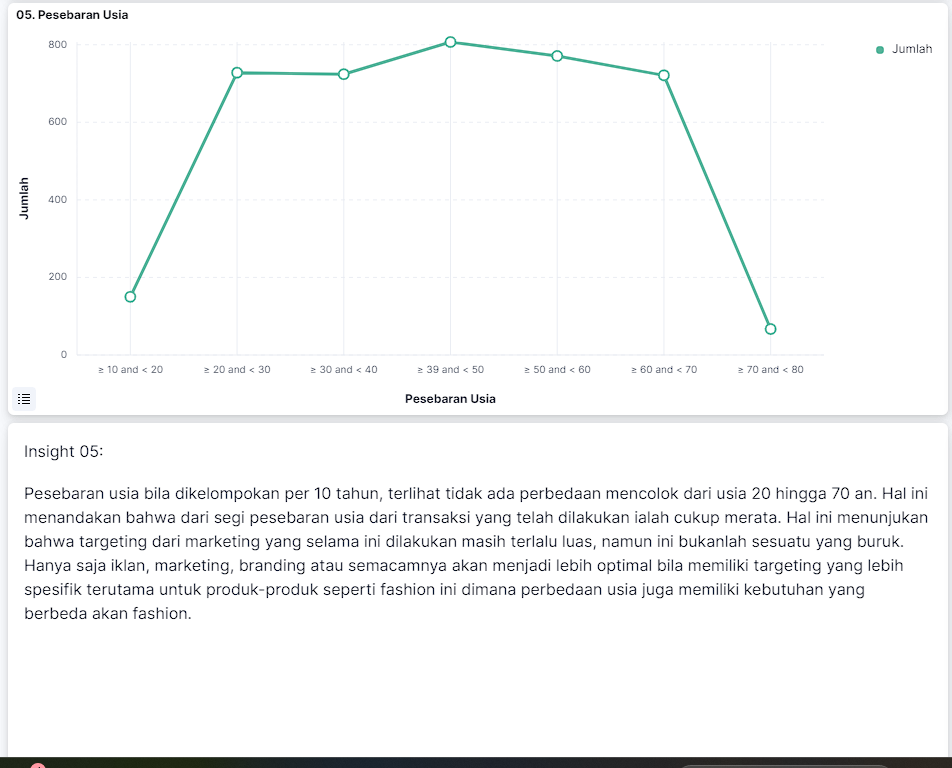 05. Pesebaran Usia
800
600
400
200
0
Jumlah
Jumlah
≥ 10 and < 20
≥ 20 and < 30
≥ 30 and < 40
≥ 39 and < 50
≥ 50 and < 60
≥ 60 and < 70
≥ 70 and < 80
Pesebaran Usia
Insight 05:
Pesebaran usia bila dikelompokan per 10 tahun, terlihat tidak ada perbedaan mencolok dari usia 20 hingga 70 an. Hal ini
menandakan bahwa dari segi pesebaran usia dari transaksi yang telah dilakukan ialah cukup merata. Hal ini menunjukan
bahwa targeting dari marketing yang selama ini dilakukan masih terlalu luas, namun ini bukanlah sesuatu yang buruk.
Hanya saja iklan, marketing, branding atau semacamnya akan menjadi lebih optimal bila memiliki targeting yang lebih
spesifik terutama untuk produk-produk seperti fashion ini dimana perbedaan usia juga memiliki kebutuhan yang
berbeda akan fashion.